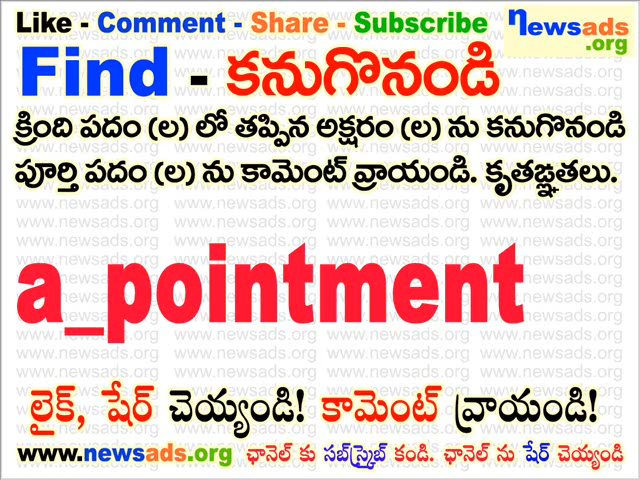 Like - Comment - Share - Subscribe
newsads
.org
Find - కనుగొనండి
క్రింది పదం (ల) లో తప్పిన అక్షరం (ల) ను కనుగొనండి
పూర్తి పదం (ల) ను కామెంట్ వ్రాయండి. కృతఙ్ఞతలు.
a_pointment
లైక్, షేర్ చెయ్యండి! కామెంట్ వ్రాయండి!
www.newsads.org ఛానెల్ కు సబ్‌స్క్రైబ్ కండి. ఛానెల్ ను షేర్ చెయ్యండి